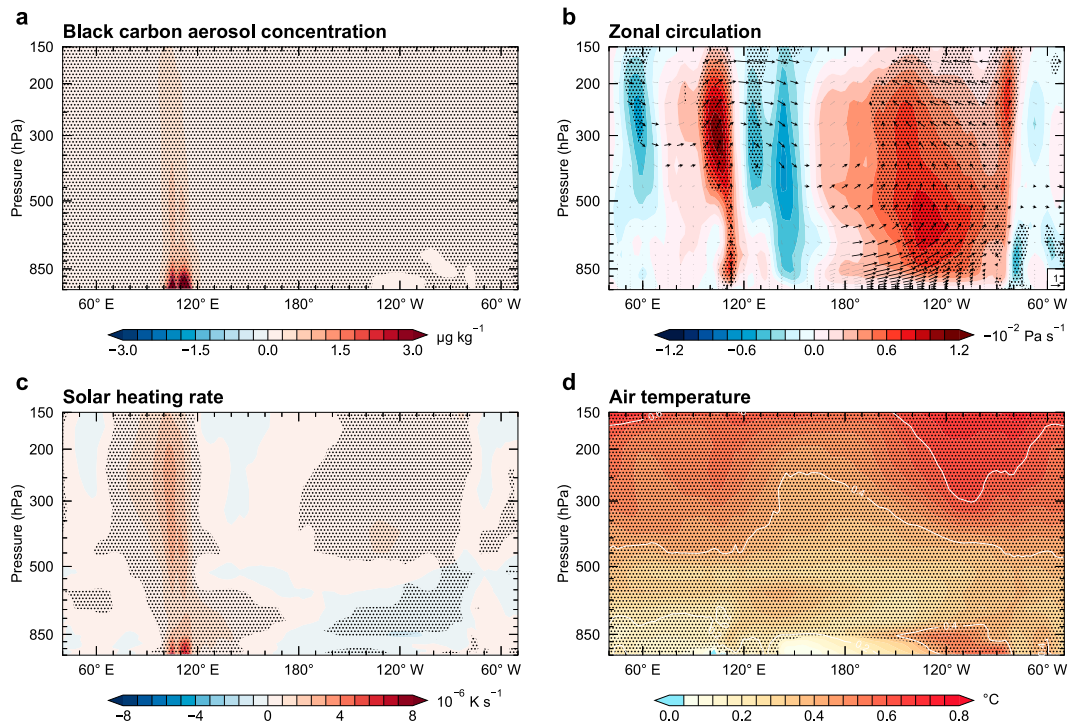 a
Black carbon aerosol concentration
150
200
300
500
850
Pressure (hPa)
60° E 120° E 180° 120° W 60° W
−3.0 −1.5 0.0 1.5 3.0 μg kg⁻¹
b
Zonal circulation
150
200
300
500
850
Pressure (hPa)
60° E 120° E 180° 120° W 60° W
−1.2 −0.6 0.0 0.6 1.2 −10⁻² Pa s⁻¹
c
Solar heating rate
150
200
300
500
850
Pressure (hPa)
60° E 120° E 180° 120° W 60° W
−8 −4 0 4 8 10⁻⁶ K s⁻¹
d
Air temperature
150
200
300
500
850
Pressure (hPa)
60° E 120° E 180° 120° W 60° W
0.0 0.2 0.4 0.6 0.8 °C